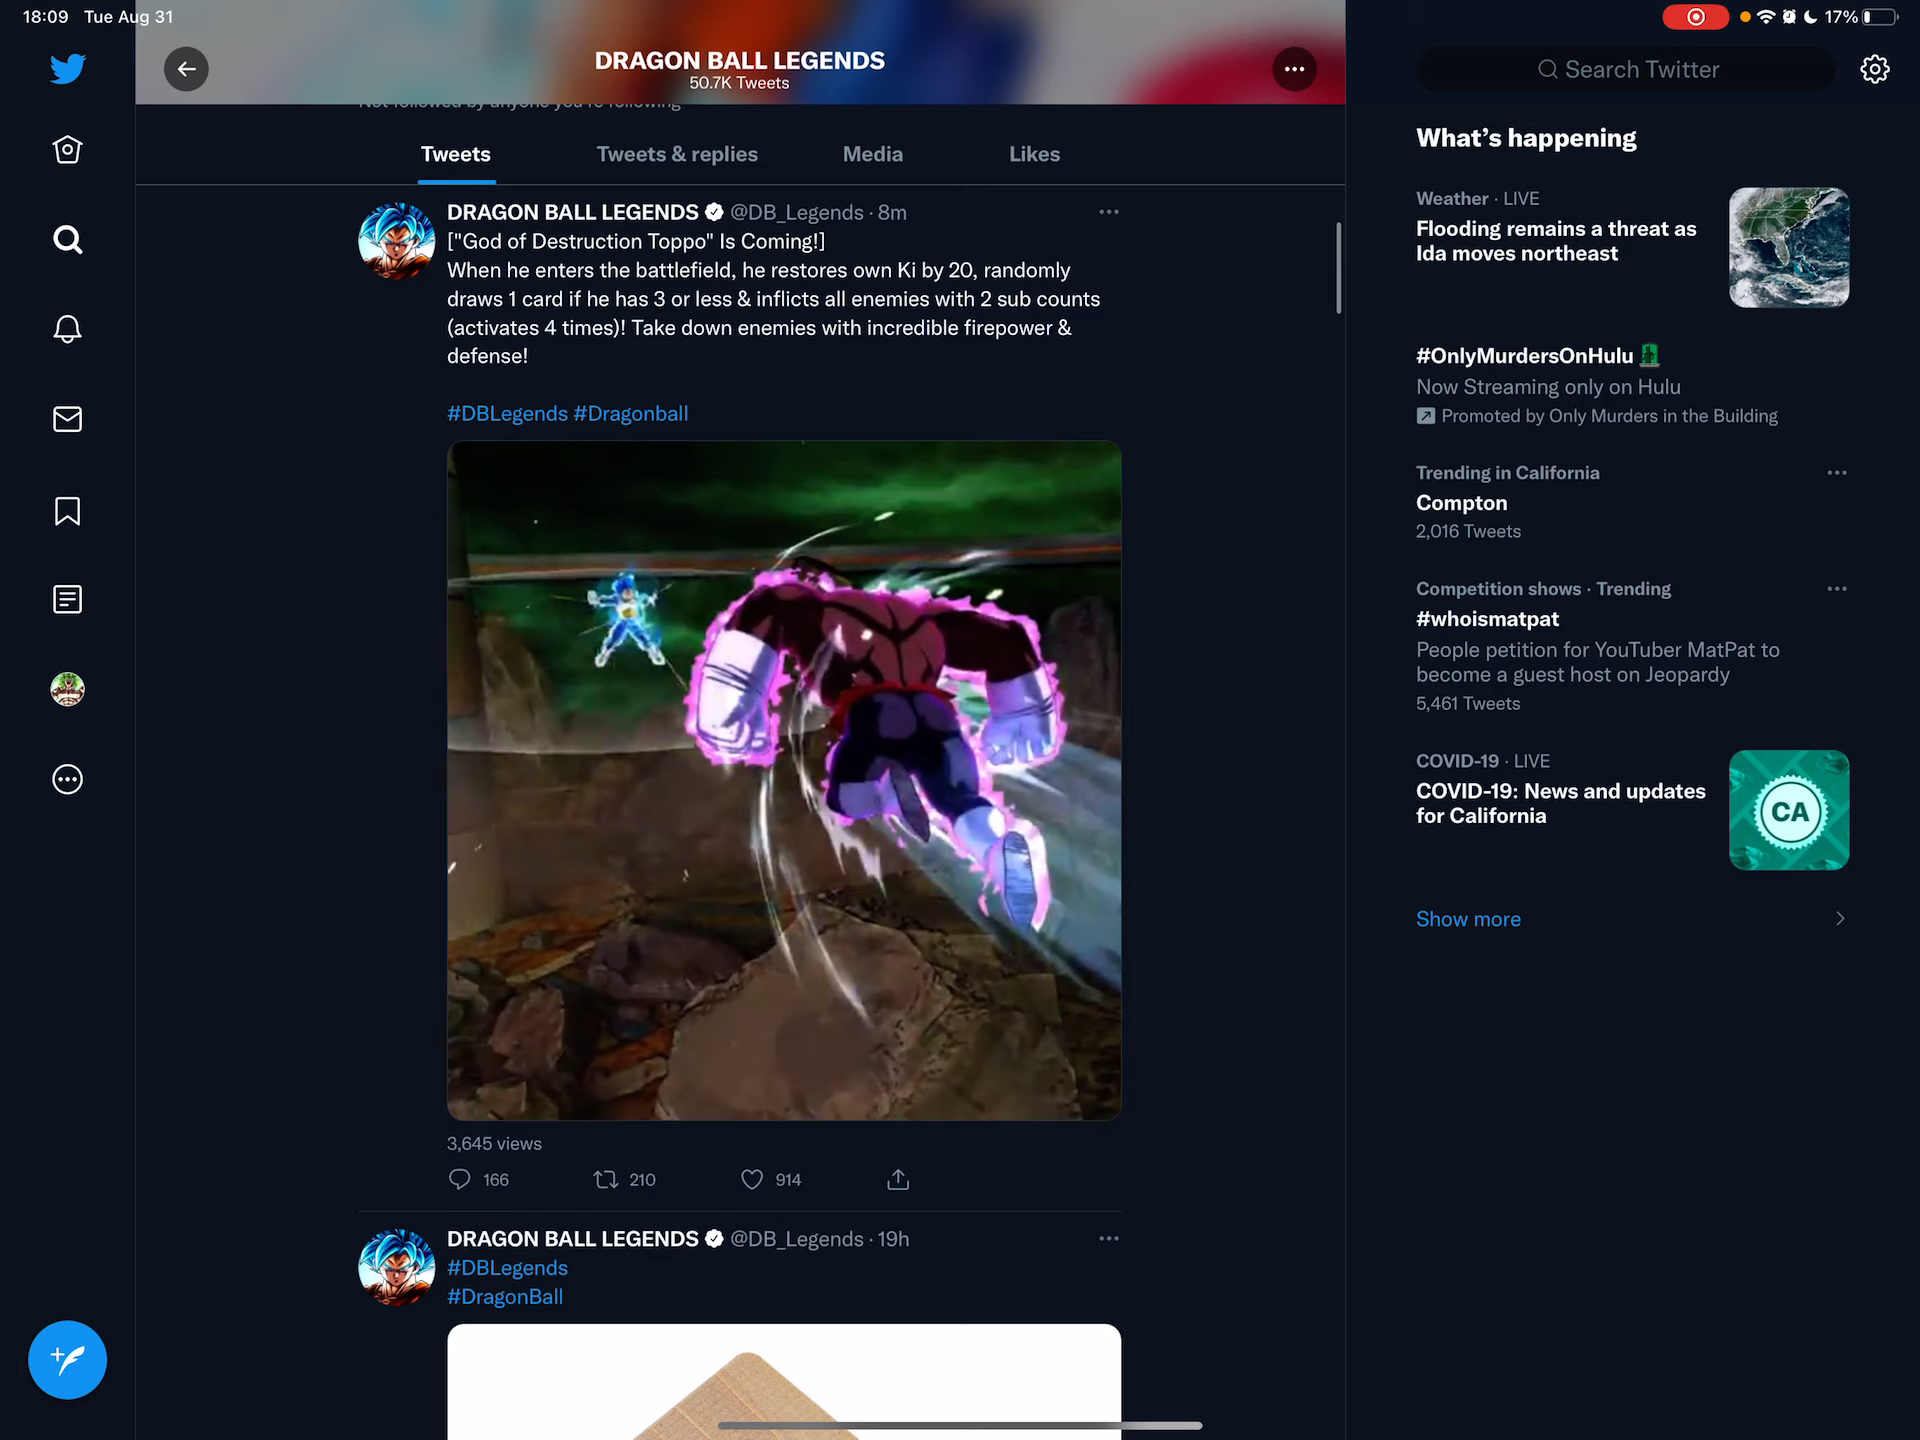 18:09 Tue Aug 31
17%
DRAGON BALL LEGENDS
50.7K Tweets
Search Twitter
Not followed by anyone you're following
Tweets
Tweets & replies
Media
Likes
DRAGON BALL LEGENDS @DB_Legends · 8m
["God of Destruction Toppo" Is Coming!]
When he enters the battlefield, he restores own Ki by 20, randomly
draws 1 card if he has 3 or less & inflicts all enemies with 2 sub counts
(activates 4 times)! Take down enemies with incredible firepower &
defense!
#DBLegends #Dragonball
3,645 views
166
210
914
DRAGON BALL LEGENDS @DB_Legends · 19h
#DBLegends
#DragonBall
What's happening
Weather · LIVE
Flooding remains a threat as
Ida moves northeast
#OnlyMurdersOnHulu
Now Streaming only on Hulu
Promoted by Only Murders in the Building
Trending in California
Compton
2,016 Tweets
Competition shows · Trending
#whoismatpat
People petition for YouTuber MatPat to
become a guest host on Jeopardy
5,461 Tweets
COVID-19 · LIVE
COVID-19: News and updates
for California
CA
Show more